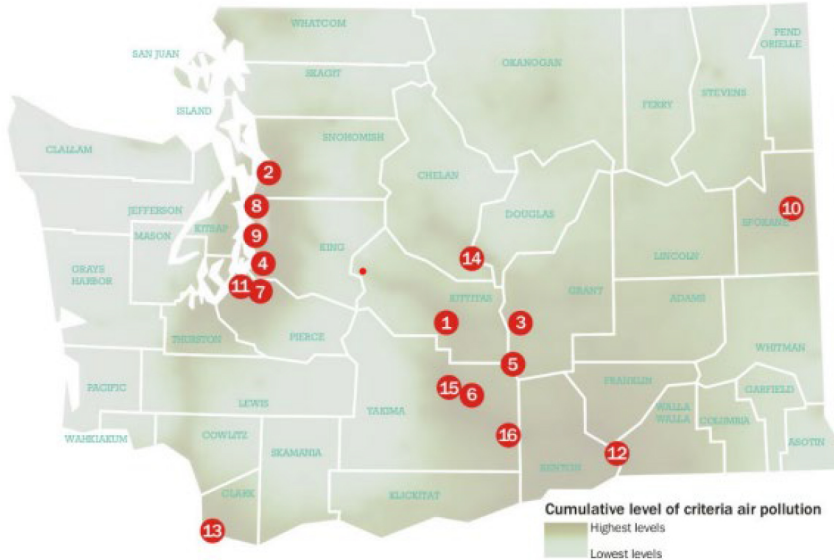 WHATCOM
PEND
OREILLE
SAN JUAN
OKANOGAN
SKAGIT
FERRY
STEVENS
ISLAND
SNOHOMISH
CLALLAM
2
CHELAN
8
JEFFERSON
DOUGLAS
10
SPOKANE
KITSAP
MASON
9
KING
LINCOLN
4
14
GRAYS
HARBOR
11
7
KITTITAS
GRANT
ADAMS
1
3
THURSTON
PIERCE
WHITMAN
5
FRANKLIN
PACIFIC
15
6
GARFIELD
LEWIS
YAKIMA
WALLA
WALLA
COLUMBIA
WAHKIAKUM
COWLITZ
16
ASOTIN
SKAMANIA
12
BENTON
CLARK
KLICKITAT
13
Cumulative level of criteria air pollution
Highest levels
Lowest levels